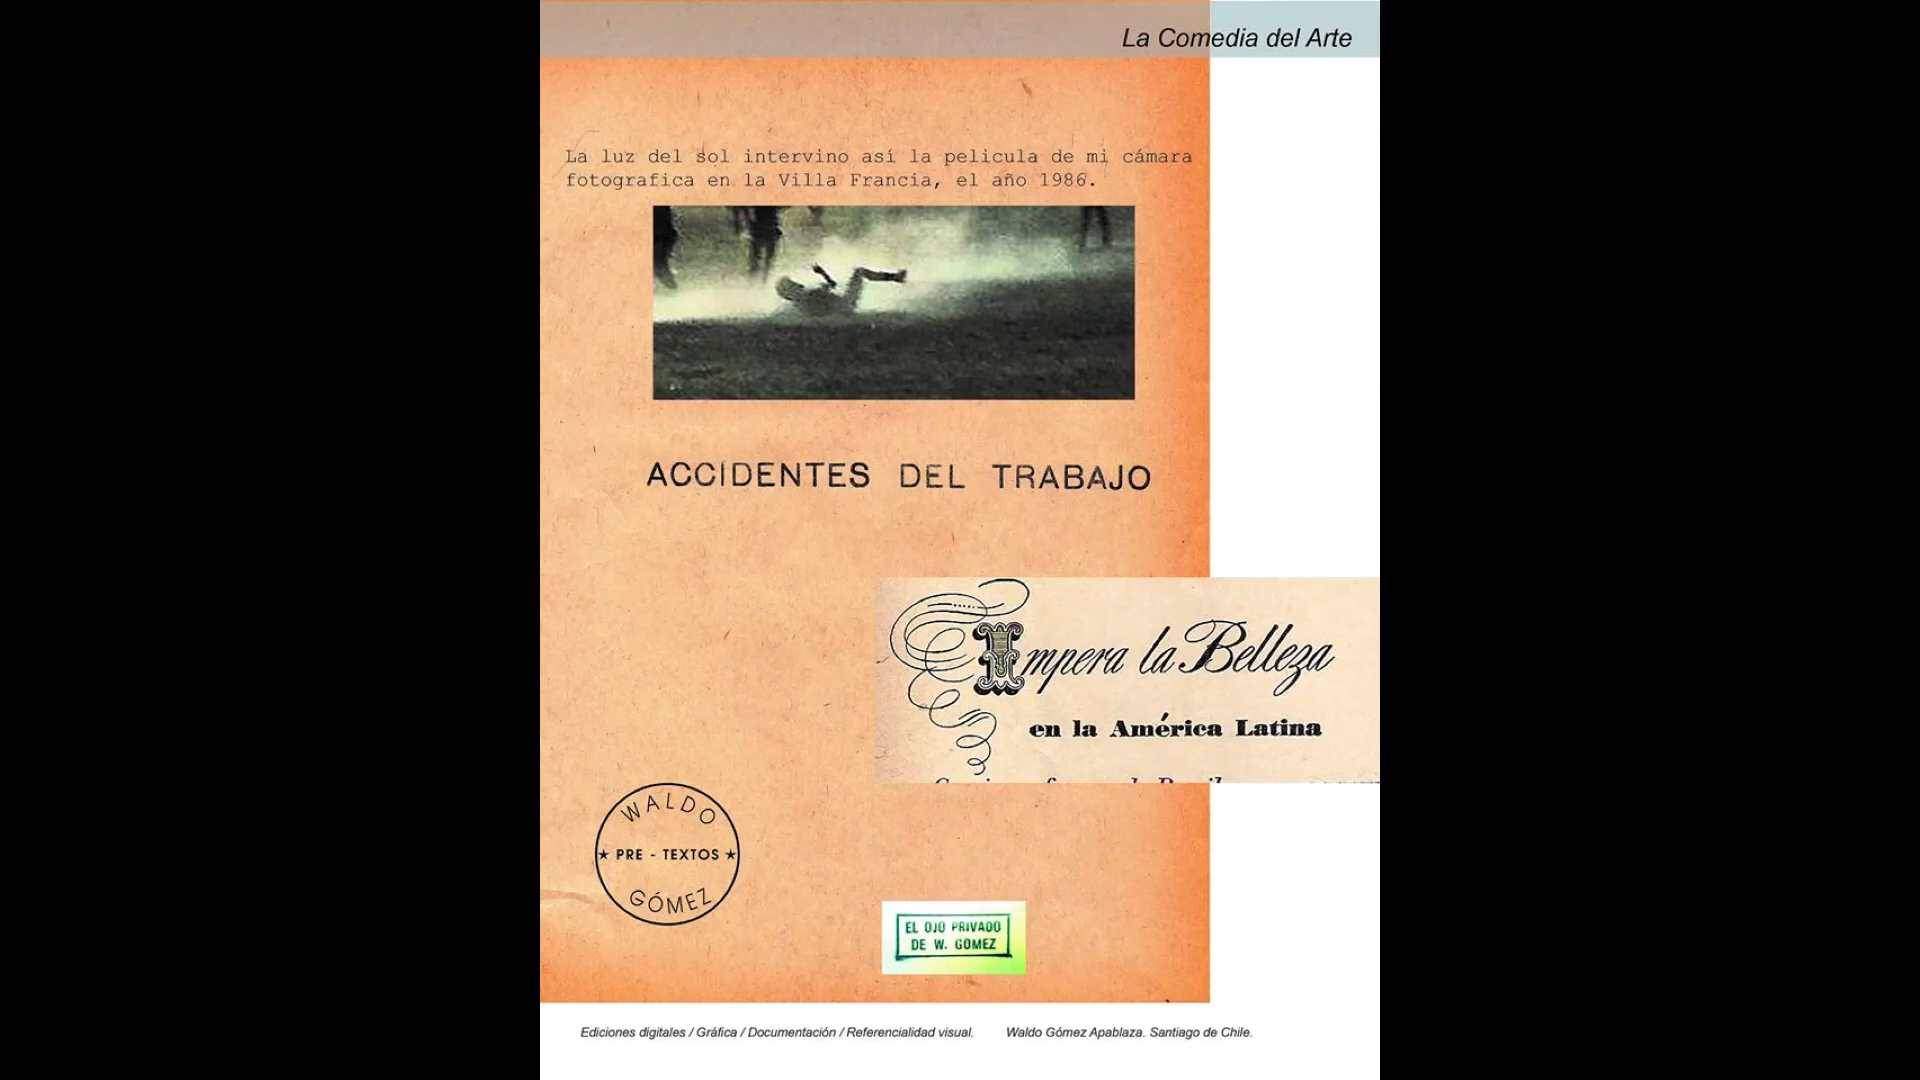 La Comedia del Arte
La luz del sol intervino así la pelicula de mi cámara
fotografica en la Villa Francia, el año 1986.
ACCIDENTES DEL TRABAJO
Impera la Belleza
en la América Latina
WALDO
★ PRE - TEXTOS ★
GÓMEZ
EL OJO PRIVADO
DE W. GOMEZ
Ediciones digitales / Gráfica / Documentación / Referencialidad visual. Waldo Gómez Apablaza. Santiago de Chile.